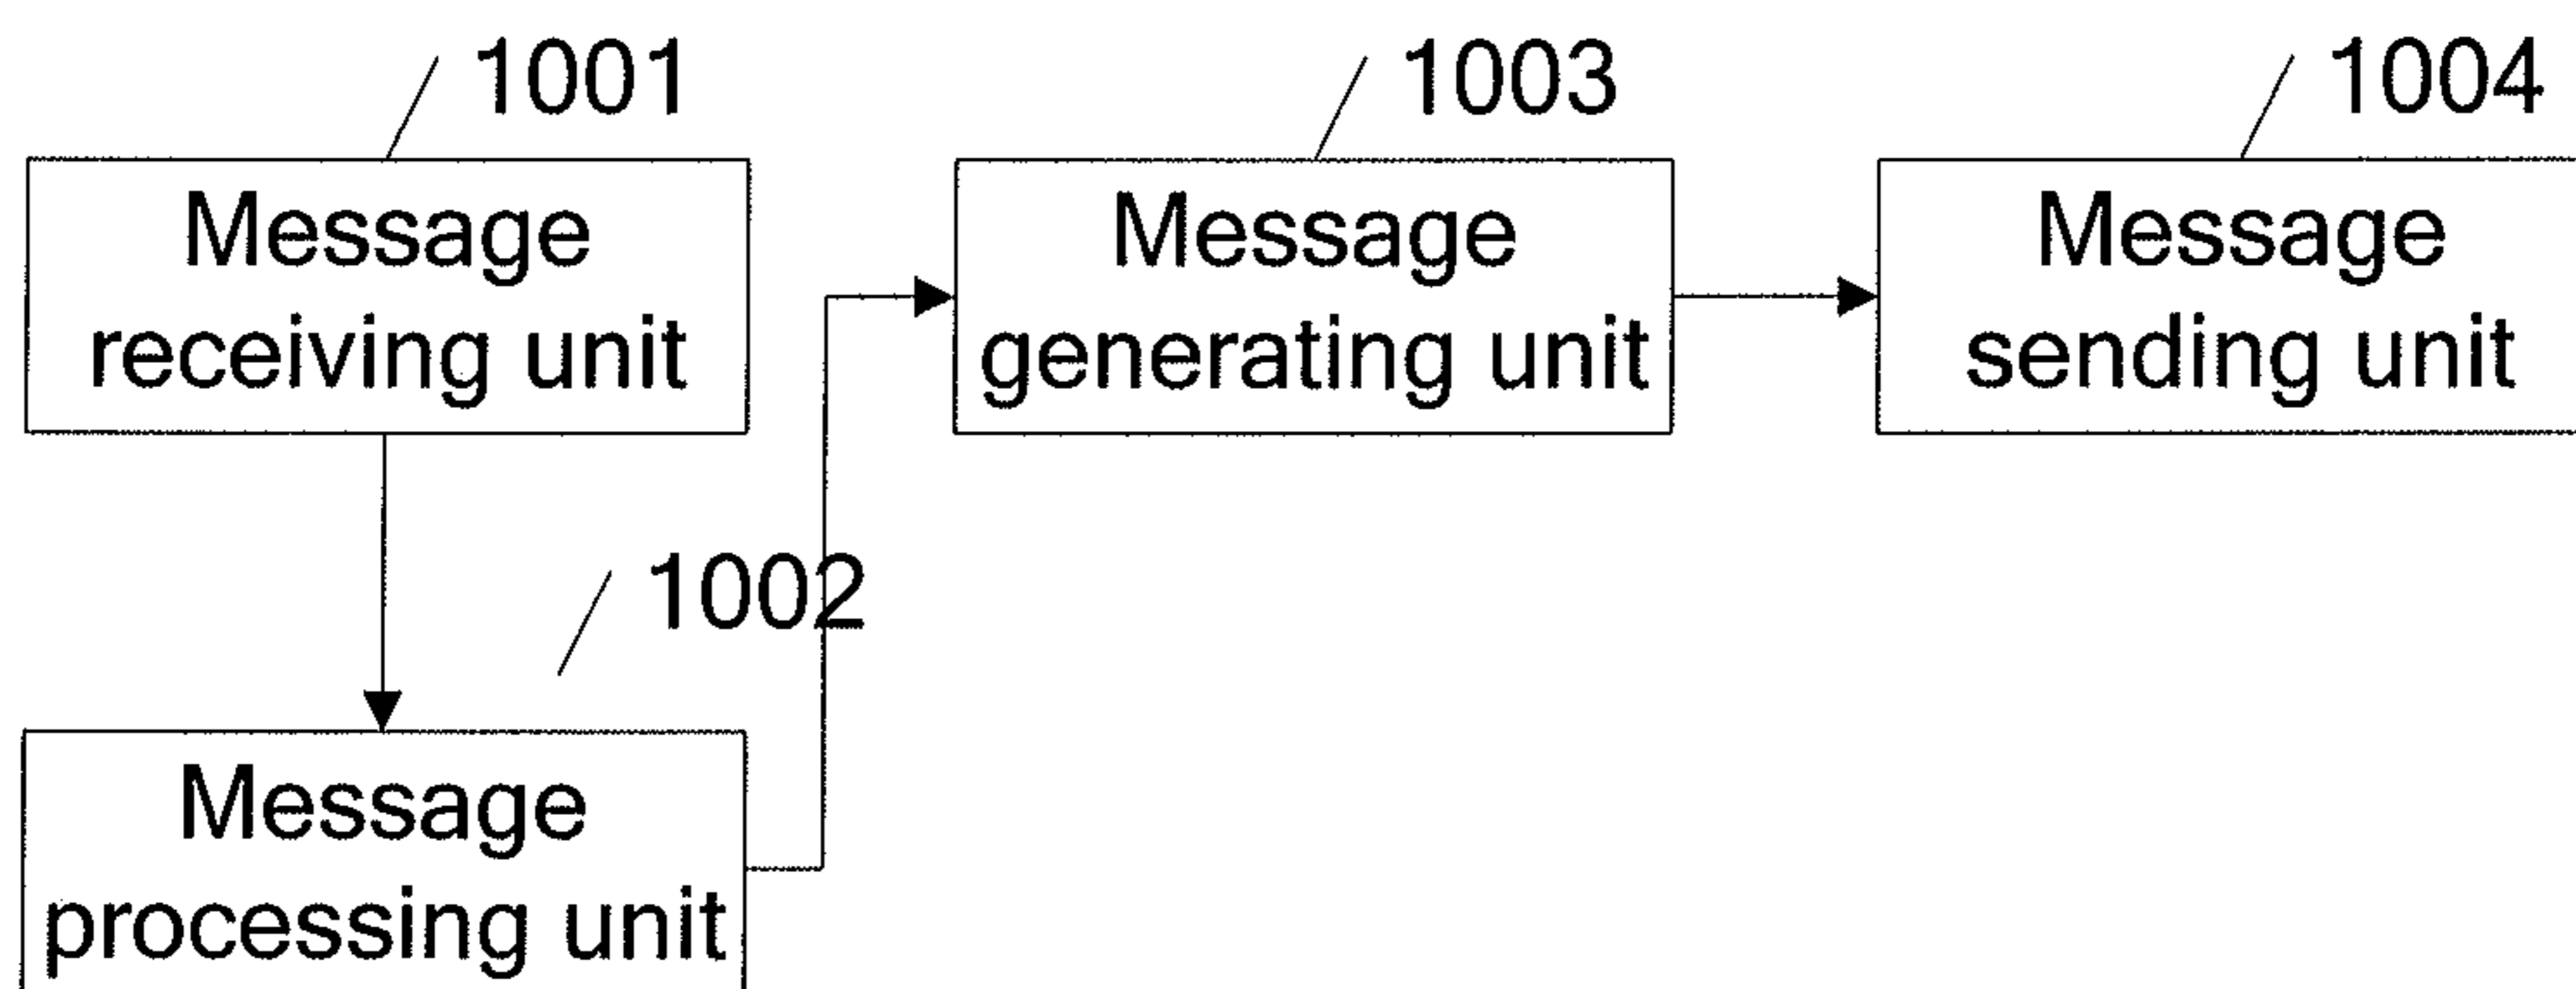 1001
Message
receiving unit
1002
Message
processing unit
1003
Message
generating unit
1004
Message
sending unit